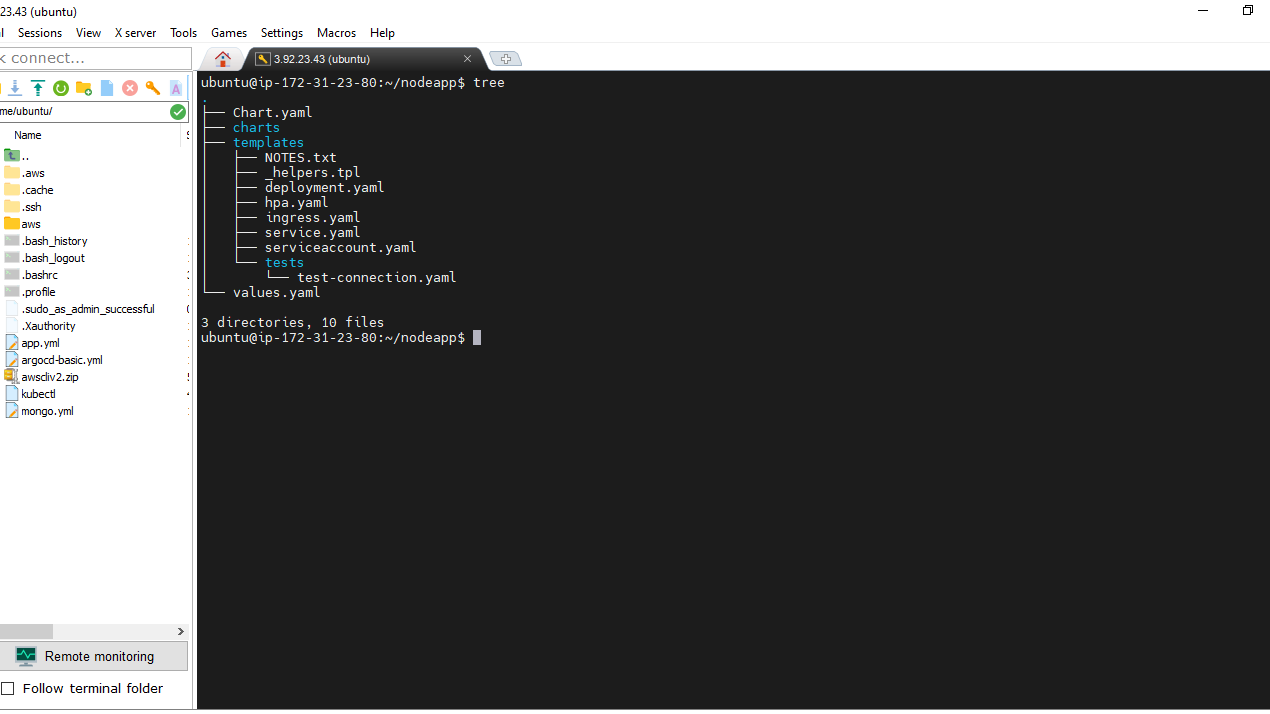 23.43 (ubuntu)
l Sessions View X server Tools Games Settings Macros Help
connect...
3.92.23.43 (ubuntu)
me/ubuntu/
Name
..
.aws
.cache
.ssh
aws
.bash_history
.bash_logout
.bashrc
.profile
.sudo_as_admin_successful
.Xauthority
app.yml
argocd-basic.yml
awscliv2.zip
kubectl
mongo.yml
Remote monitoring
Follow terminal folder
ubuntu@ip-172-31-23-80:~/nodeapp$ tree
.
├── Chart.yaml
├── charts
├── templates
│   ├── NOTES.txt
│   ├── _helpers.tpl
│   ├── deployment.yaml
│   ├── hpa.yaml
│   ├── ingress.yaml
│   ├── service.yaml
│   ├── serviceaccount.yaml
│   └── tests
│       └── test-connection.yaml
└── values.yaml
3 directories, 10 files
ubuntu@ip-172-31-23-80:~/nodeapp$